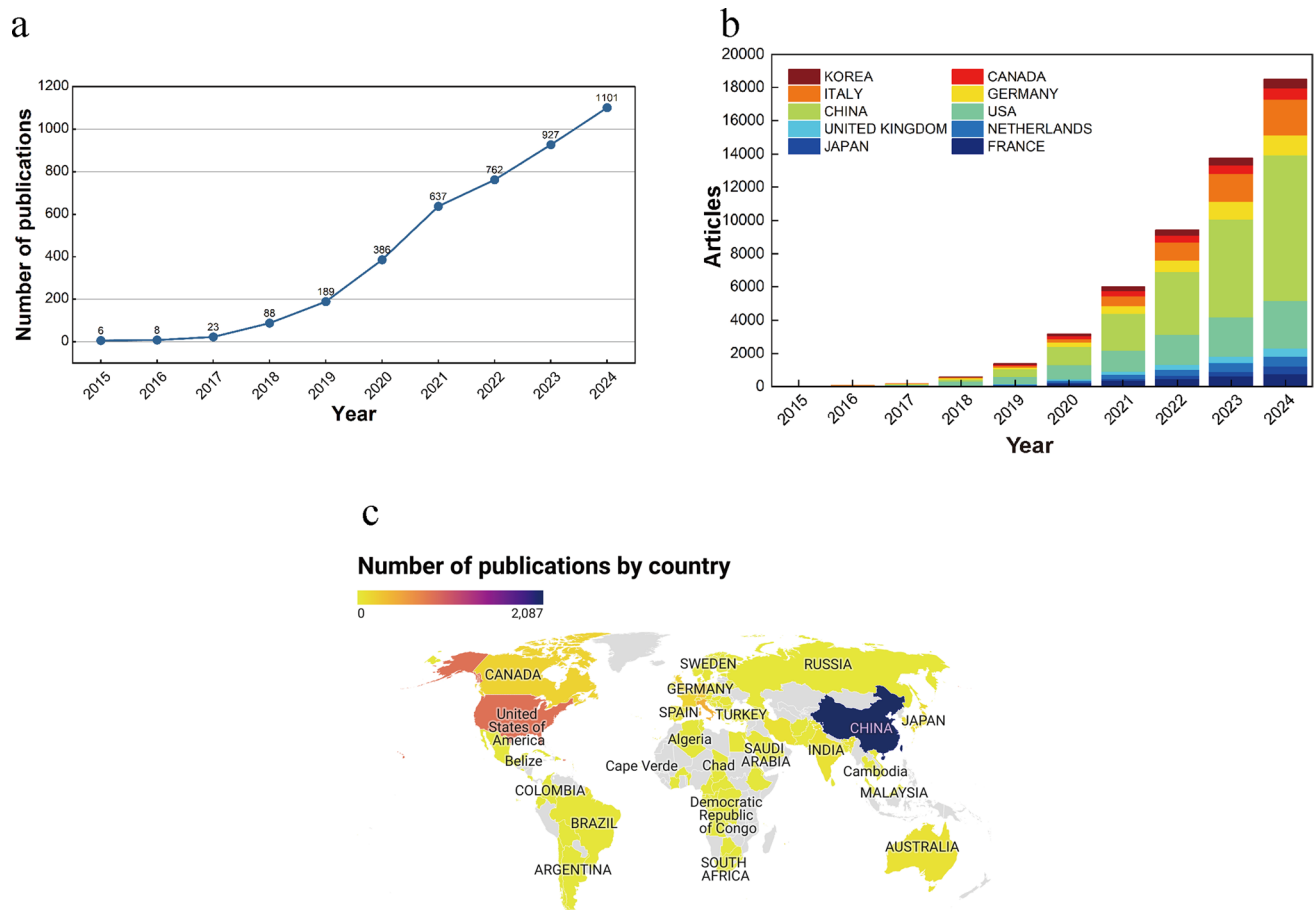 a
Number of publications
1200
1000
800
600
400
200
0
6
8
23
88
189
386
637
762
927
1101
2015
2016
2017
2018
2019
2020
2021
2022
2023
2024
Year
b
Articles
20000
18000
16000
14000
12000
10000
8000
6000
4000
2000
0
KOREA
CANADA
ITALY
GERMANY
CHINA
USA
UNITED KINGDOM
NETHERLANDS
JAPAN
FRANCE
2015
2016
2017
2018
2019
2020
2021
2022
2023
2024
Year
c
Number of publications by country
0
2,087
CANADA
United
States of
America
Belize
COLOMBIA
BRAZIL
ARGENTINA
SWEDEN
GERMANY
SPAIN
TURKEY
RUSSIA
Algeria
Cape Verde
Chad
SAUDI
ARABIA
Democratic
Republic
of Congo
SOUTH
AFRICA
INDIA
CHINA
JAPAN
Cambodia
MALAYSIA
AUSTRALIA